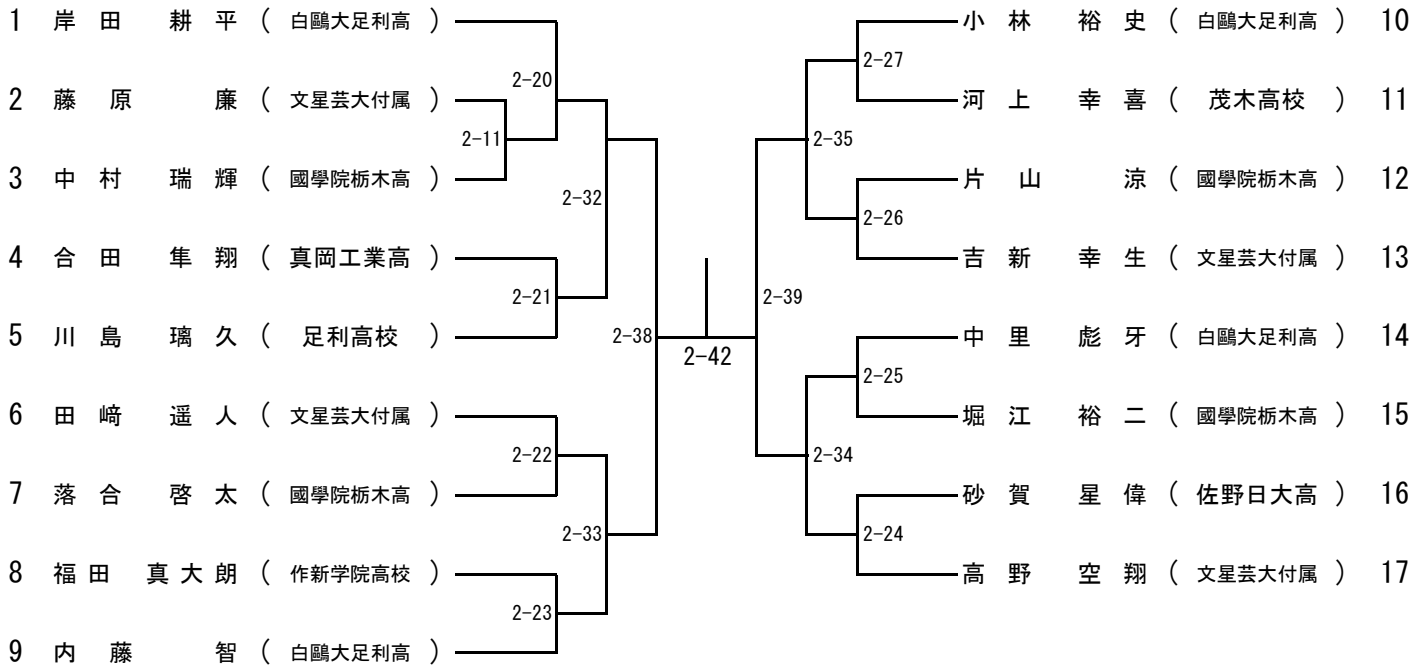 1 岸田 耕平 ( 白鷗大足利高 )
2-20
2 藤原 廉 ( 文星芸大付属 )
2-11
3 中村 瑞輝 ( 國學院栃木高 )
2-32
4 合田 隼翔 ( 真岡工業高 )
2-21
5 川島 璃久 ( 足利高校 )
2-38
6 田﨑 遥人 ( 文星芸大付属 )
2-22
7 落合 啓太 ( 國學院栃木高 )
2-33
8 福田 真大朗 ( 作新学院高校 )
2-23
9 内藤 智 ( 白鷗大足利高 )
2-42
小林 裕史 ( 白鷗大足利高 ) 10
2-27
河上 幸喜 ( 茂木高校 ) 11
2-35
片山 涼 ( 國學院栃木高 ) 12
2-26
吉新 幸生 ( 文星芸大付属 ) 13
2-39
中里 彪牙 ( 白鷗大足利高 ) 14
2-25
堀江 裕二 ( 國學院栃木高 ) 15
2-34
砂賀 星偉 ( 佐野日大高 ) 16
2-24
高野 空翔 ( 文星芸大付属 ) 17